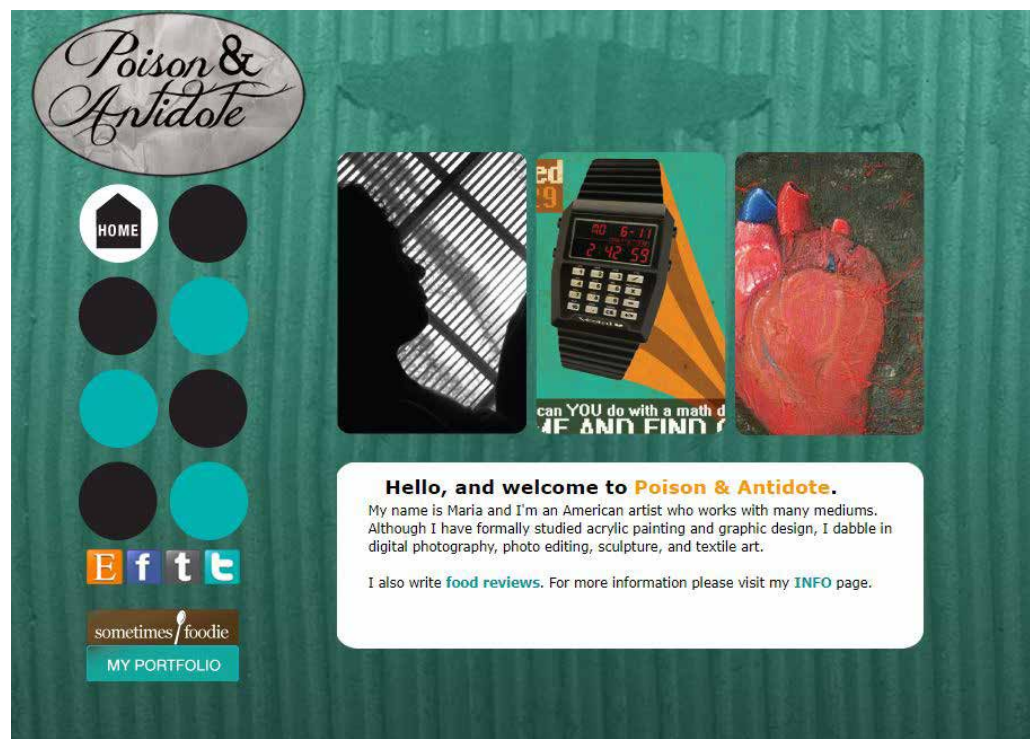 Poison &
Antidote
HOME
ed
29
MO 6-11
2:42 59
can YOU do with a math d
ME AND FIND
Hello, and welcome to Poison & Antidote.
My name is Maria and I'm an American artist who works with many mediums.
Although I have formally studied acrylic painting and graphic design, I dabble in
digital photography, photo editing, sculpture, and textile art.
I also write food reviews. For more information please visit my INFO page.
E f t t
sometimes foodie
MY PORTFOLIO